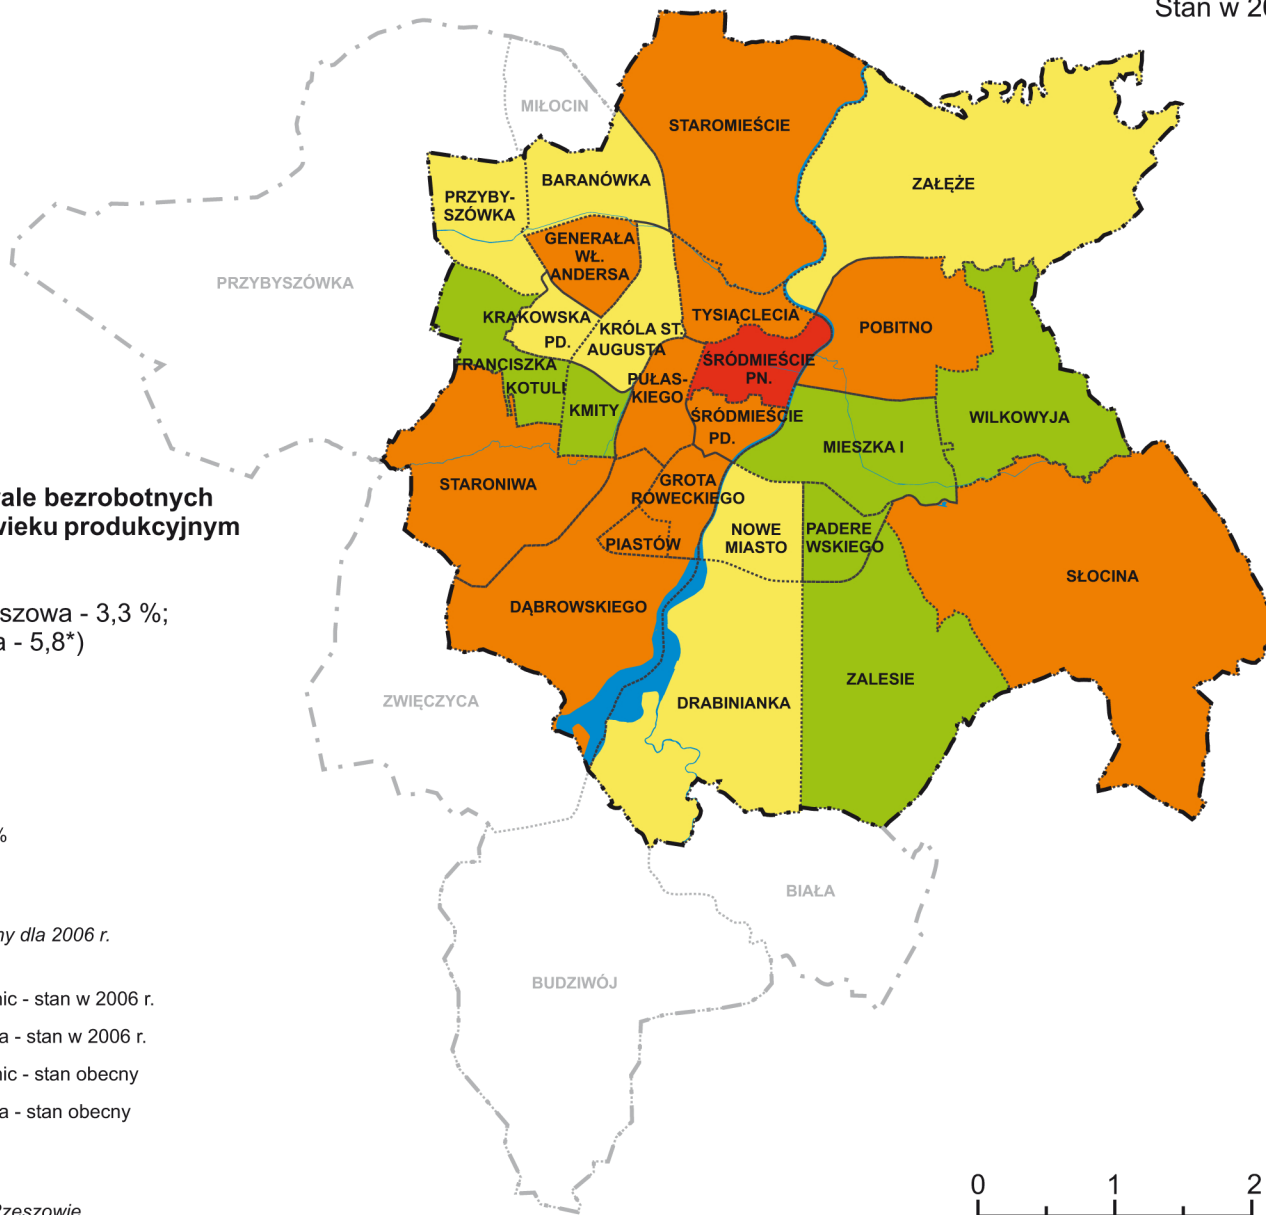 Stan w 20
MIŁOCIN
STAROMIEŚCIE
BARANÓWKA
ZAŁĘŻE
PRZYBY-
SZÓWKA
GENERAŁA
WŁ.
ANDERSA
PRZYBYSZÓWKA
KRAKOWSKA
PD.
KRÓLA ST.
AUGUSTA
TYSIĄCLECIA
POBITNO
FRANCISZKA
KOTULI
ŚRÓDMIEŚCIE
PN.
PUŁAS-
KIEGO
KMITY
ŚRÓDMIEŚCIE
PD.
WILKOWYJA
MIESZKA I
STARONIWA
GROTA
ROWECKIEGO
ale bezrobotnych
wieku produkcyjnym
NOWE
MIASTO
PADERE
WSKIEGO
PIASTÓW
SŁOCINA
DĄBROWSKIEGO
szowa - 3,3 %;
a - 5,8*)
ZALESIE
ZWIĘCZYCA
DRABINIANKA
%
BIAŁA
ny dla 2006 r.
BUDZIWÓJ
nic - stan w 2006 r.
a - stan w 2006 r.
nic - stan obecny
a - stan obecny
0 1 2
Rzeszowie